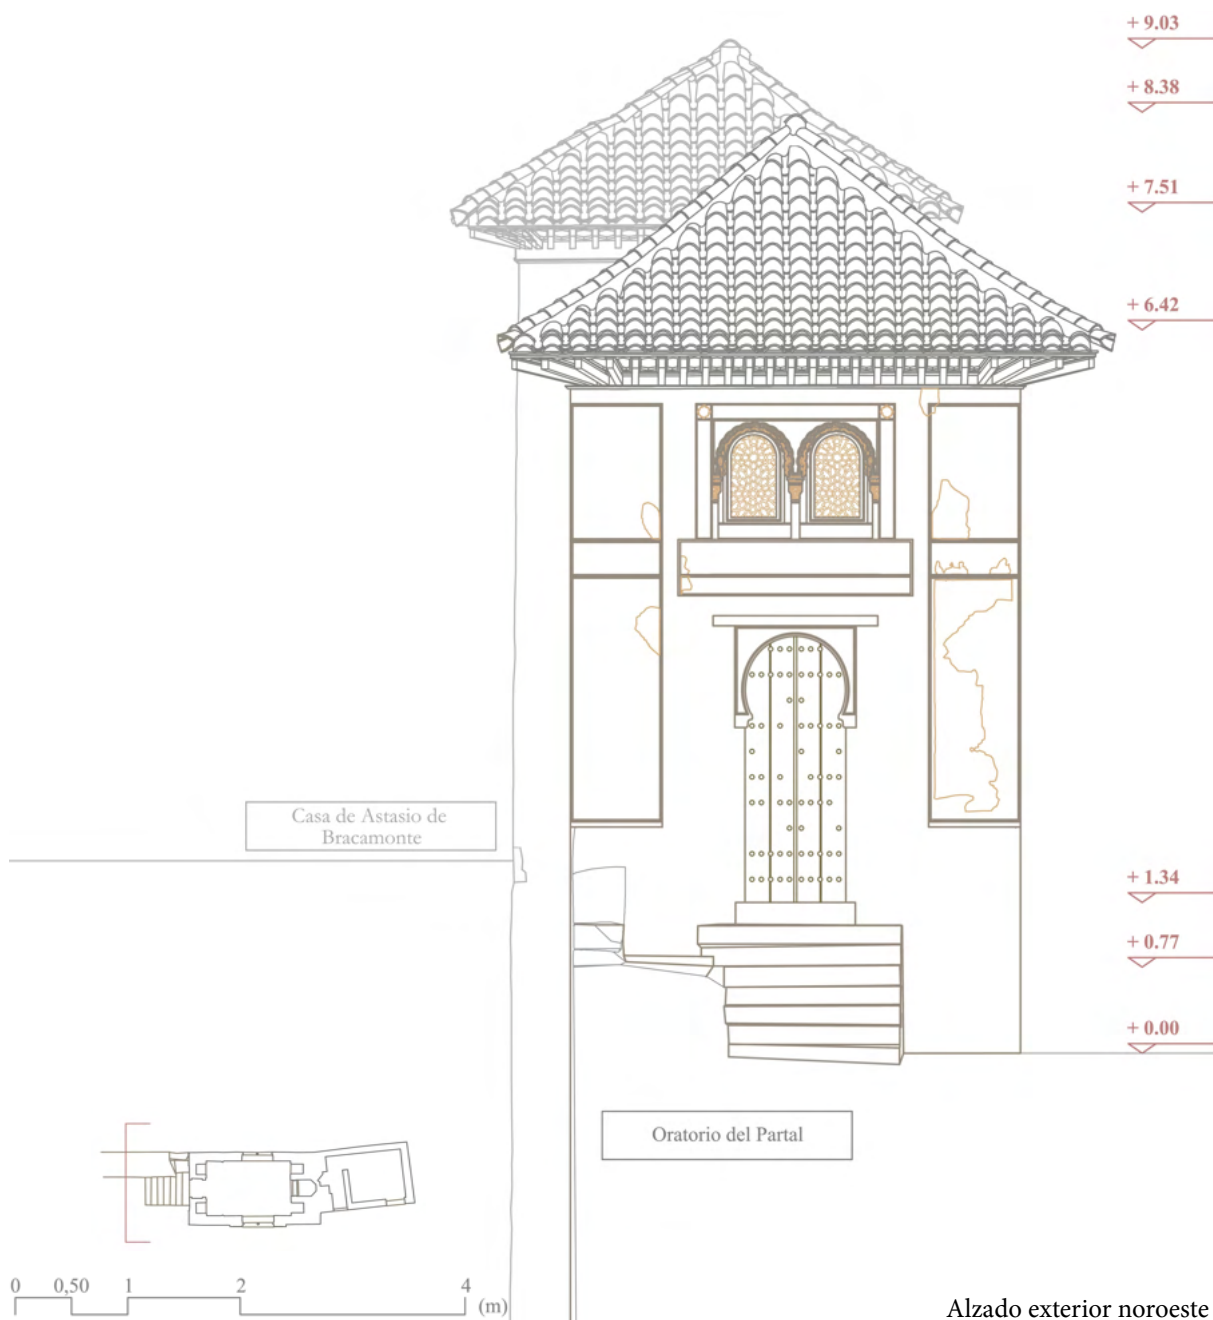 + 9.03
+ 8.38
+ 7.51
+ 6.42
Casa de Astasio de
Bracamonte
+ 1.34
+ 0.77
+ 0.00
Oratorio del Partal
0 0,50 1 2 4
(m)
Alzado exterior noroeste